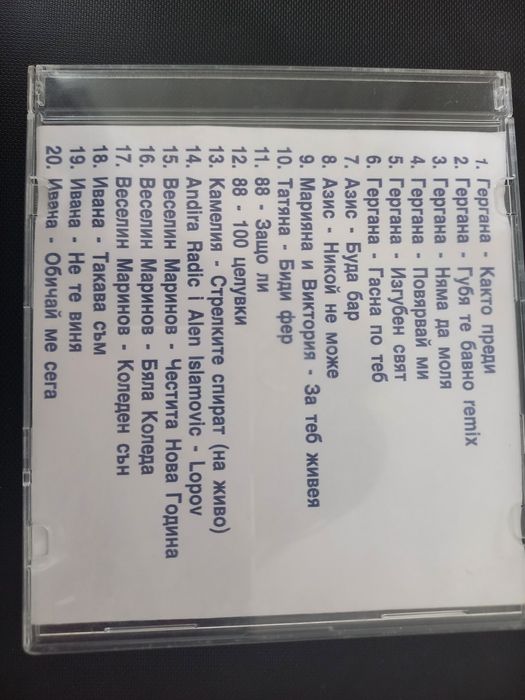 1. Гергана - Както преди
2. Гергана - Губя те бавно remix
3. Гергана - Няма да моля
4. Гергана - Повярвай ми
5. Гергана - Изгубен свят
6. Гергана - Гасна по теб
7. Азис - Буда бар
8. Азис - Никой не може
9. Марияна и Виктория - За теб живея
10. Татяна - Биди фер
11. 88 - Защо ли
12. 88 - 100 целувки
13. Камелия - Стрелките спират (на живо)
14. Andira Radic i Alen Islamovic - Lopov
15. Веселин Маринов - Честита Нова Година
16. Веселин Маринов - Бяла Коледа
17. Веселин Маринов - Коледен сън
18. Ивана - Такава съм
19. Ивана - Не те виня
20. Ивана - Обичай ме сега